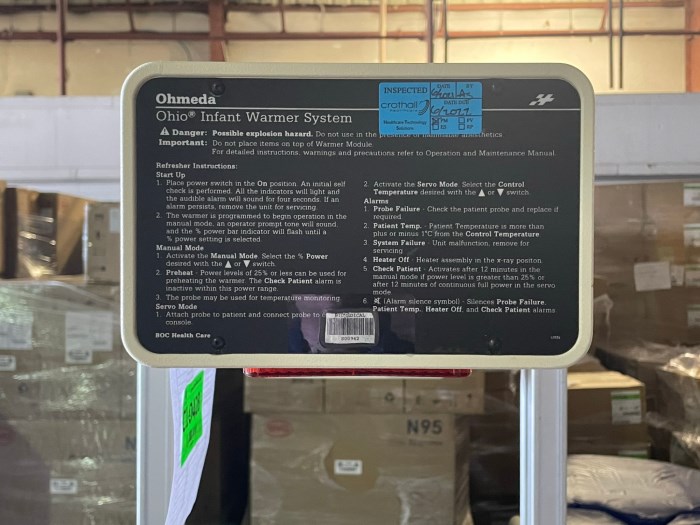 Ohmeda
Ohio® Infant Warmer System
INSPECTED
DATE
BY
DATE DUE
crothall
HEALTHCARE
Healthcare Technology
Solutions
PM
PV
⚠ Danger: Possible explosion hazard. Do not use in the presence of flammable anesthetics.
Important: Do not place items on top of Warmer Module.
For detailed instructions, warnings and precautions refer to Operation and Maintenance Manual.
Refresher Instructions:
Start Up
1. Place power switch in the On position. An initial self
check is performed. All the indicators will light and
the audible alarm will sound for four seconds. If an
alarm persists, remove the unit for servicing.
2. The warmer is programmed to begin operation in the
manual mode, an operator prompt tone will sound
and the % power bar indicator will flash until a
% power setting is selected.
Manual Mode
1. Activate the Manual Mode. Select the % Power
desired with the ▲ or ▼ switch.
2. Preheat - Power levels of 25% or less can be used for
preheating the warmer. The Check Patient alarm is
inactive within this power range.
3. The probe may be used for temperature monitoring.
Servo Mode
1. Attach probe to patient and connect probe to
console.
BOC Health Care
2. Activate the Servo Mode. Select the Control
Temperature desired with the ▲ or ▼ switch.
Alarms
1. Probe Failure - Check the patient probe and replace if
required.
2. Patient Temp. - Patient Temperature is more than
plus or minus 1°C from the Control Temperature
3. System Failure - Unit malfunction, remove for
servicing.
4. Heater Off - Heater assembly in the x-ray position.
5. Check Patient - Activates after 12 minutes in the
manual mode if power level is greater than 25% or
after 12 minutes of continuous full power in the servo
mode.
6. (Alarm silence symbol) - Silences Probe Failure,
Patient Temp., Heater Off, and Check Patient alarms
N95